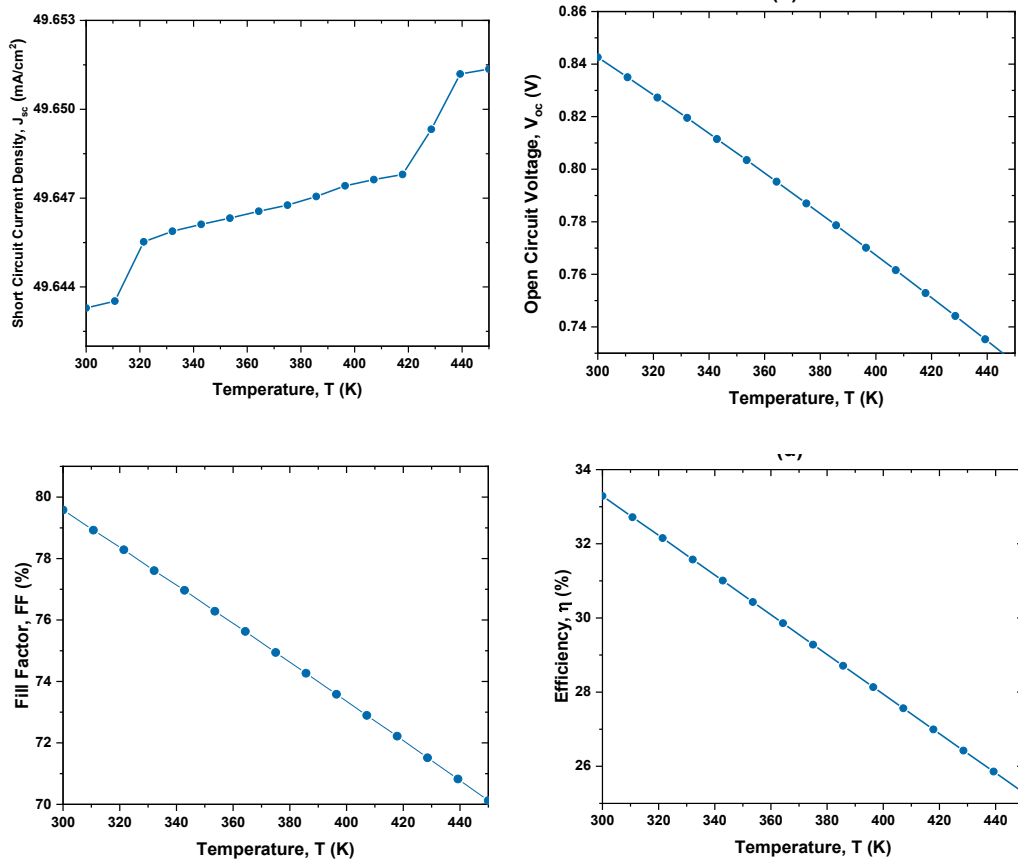 49.653
49.650
49.647
49.644
Short Circuit Current Density, Jsc (mA/cm2)
300 320 340 360 380 400 420 440
Temperature, T (K)
0.86
0.84
0.82
0.80
0.78
0.76
0.74
Open Circuit Voltage, Voc (V)
300 320 340 360 380 400 420 440
Temperature, T (K)
80
78
76
74
72
70
Fill Factor, FF (%)
300 320 340 360 380 400 420 440
Temperature, T (K)
34
32
30
28
26
Efficiency, η (%)
300 320 340 360 380 400 420 440
Temperature, T (K)